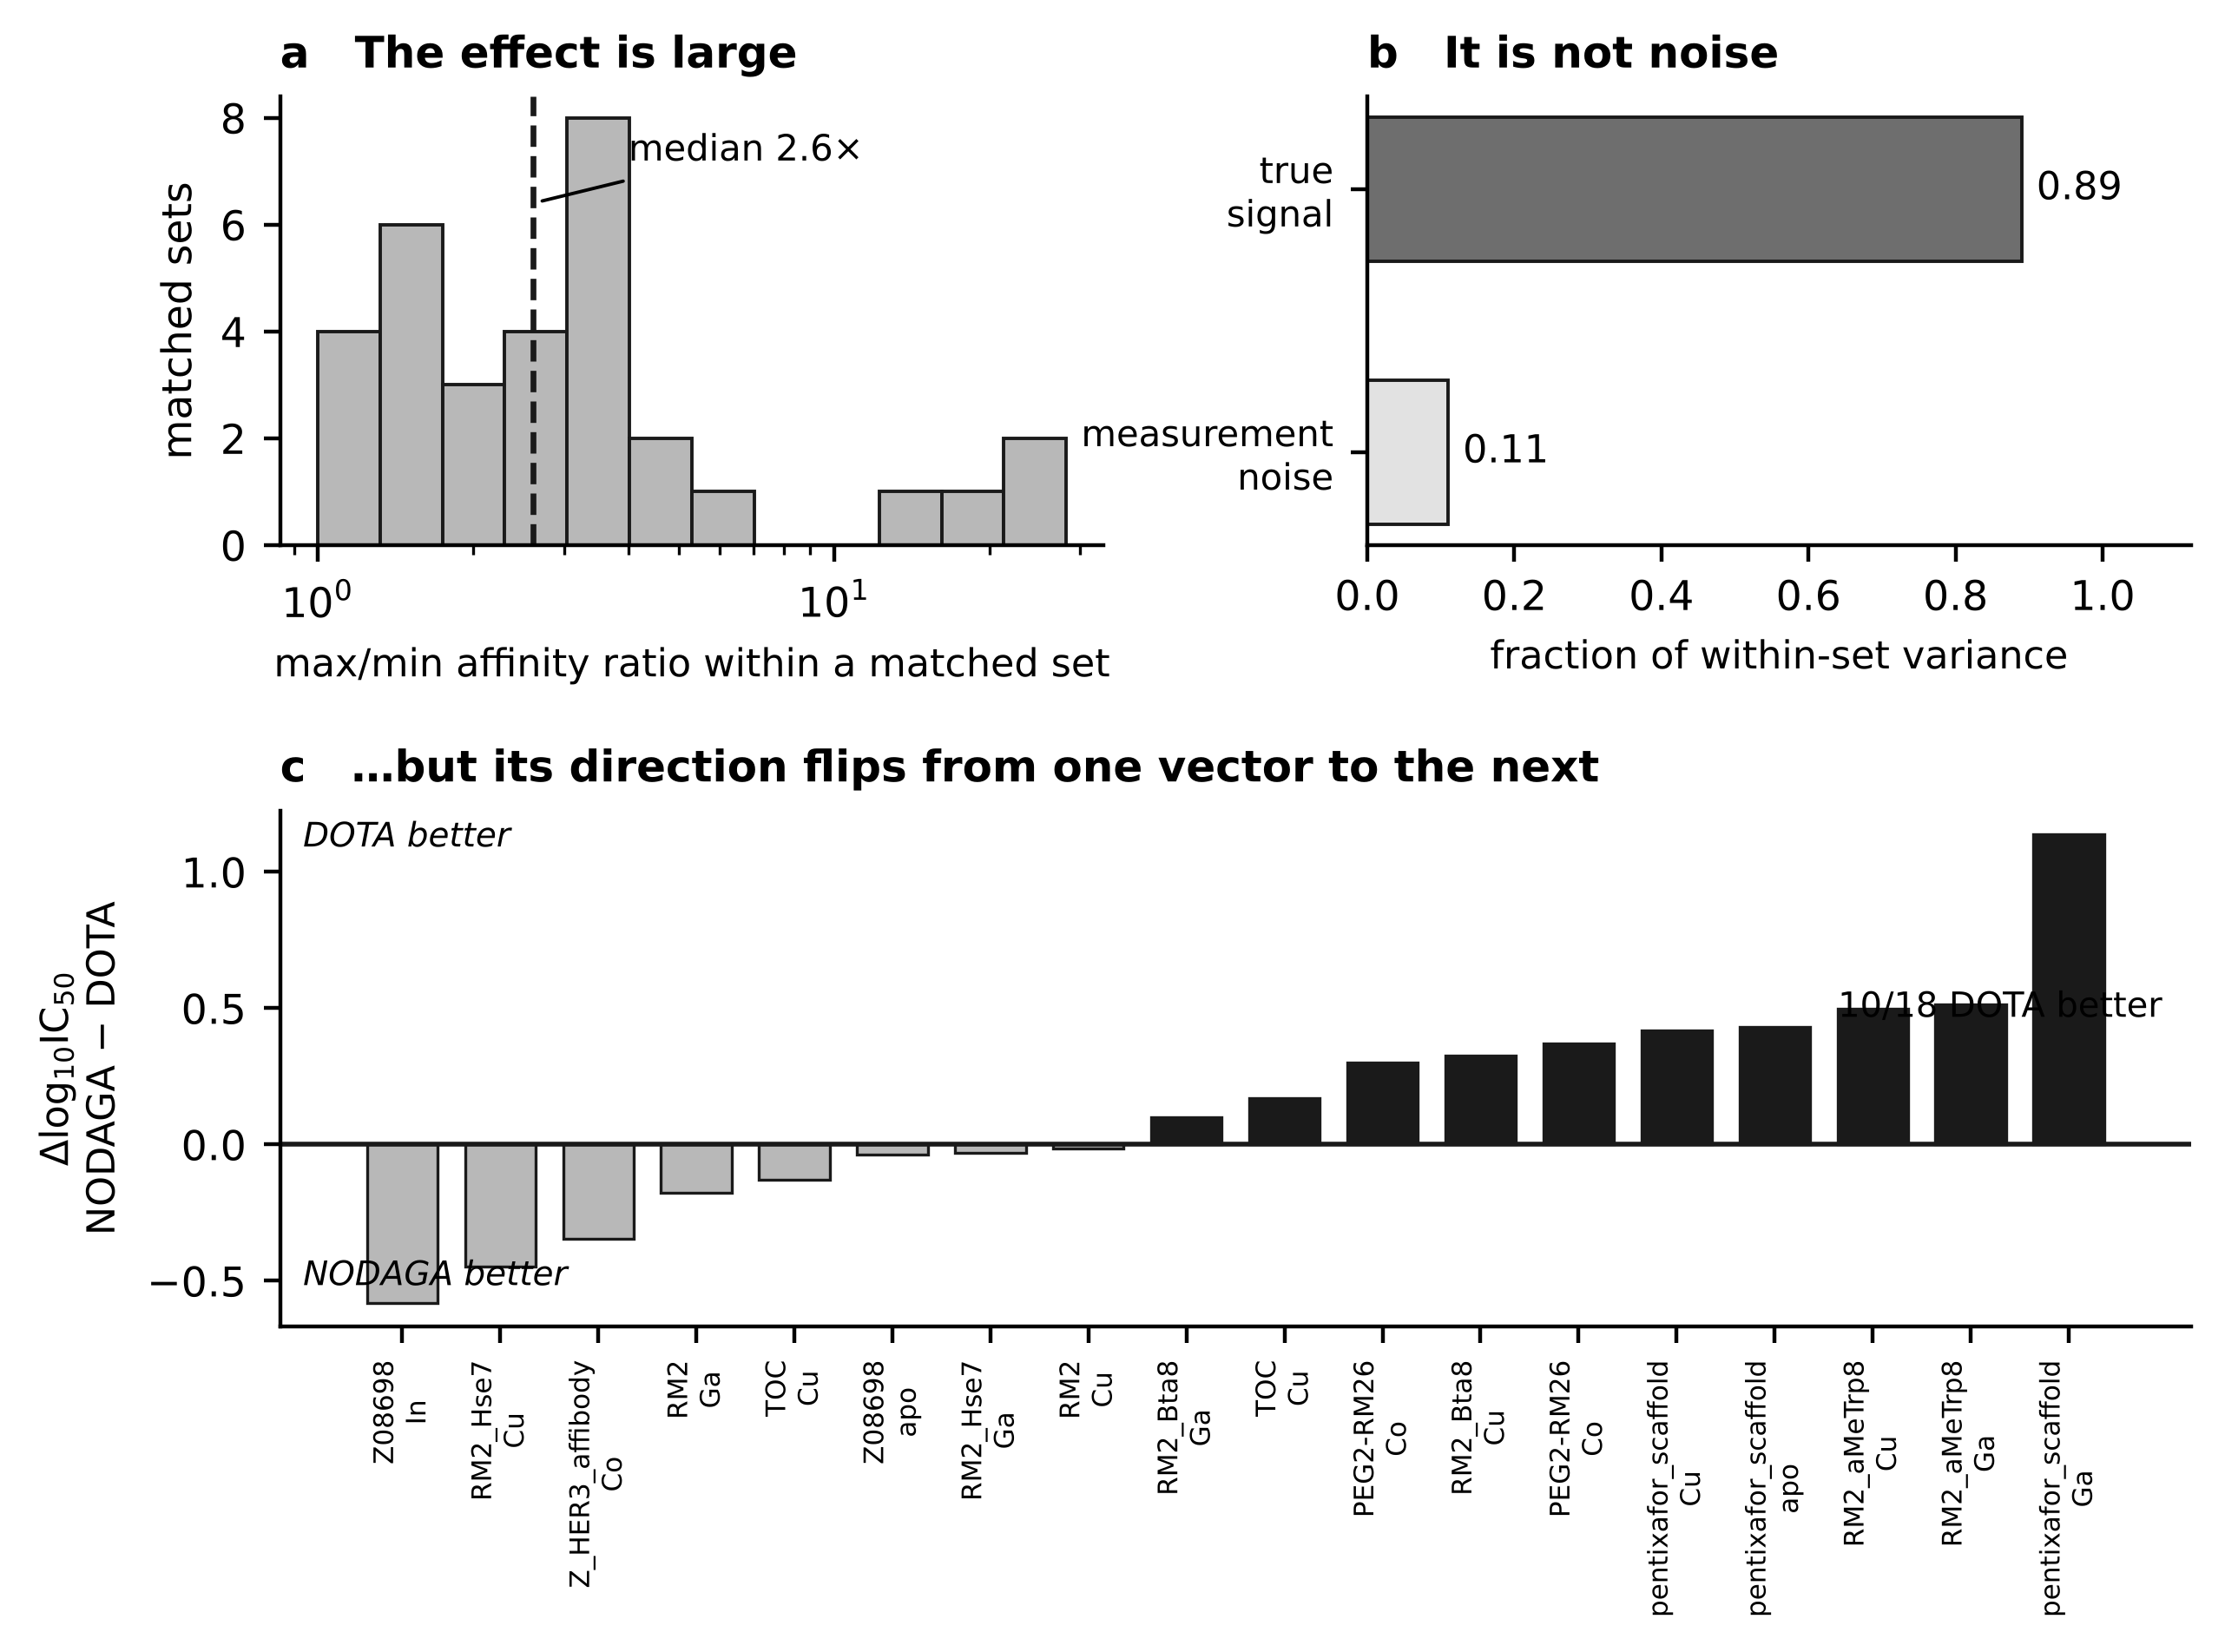 a The effect is large
8
6
4
2
0
matched sets
median 2.6×
10⁰
10¹
max/min affinity ratio within a matched set
b It is not noise
true
signal
0.89
measurement
noise
0.11
0.0 0.2 0.4 0.6 0.8 1.0
fraction of within-set variance
c …but its direction flips from one vector to the next
DOTA better
1.0
0.5
0.0
−0.5
Δlog₁₀IC₅₀
NODAGA − DOTA
10/18 DOTA better
NODAGA better
Z08698
In
RM2_Hse7
Cu
Z_HER3_affibody
Co
RM2
Ga
TOC
Cu
Z08698
apo
RM2_Hse7
Ga
RM2
Cu
RM2_Bta8
Ga
TOC
Cu
PEG2-RM26
Co
RM2_Bta8
Cu
PEG2-RM26
Co
pentixafor_scaffold
Cu
pentixafor_scaffold
apo
RM2_aMeTrp8
Cu
RM2_aMeTrp8
Ga
pentixafor_scaffold
Ga